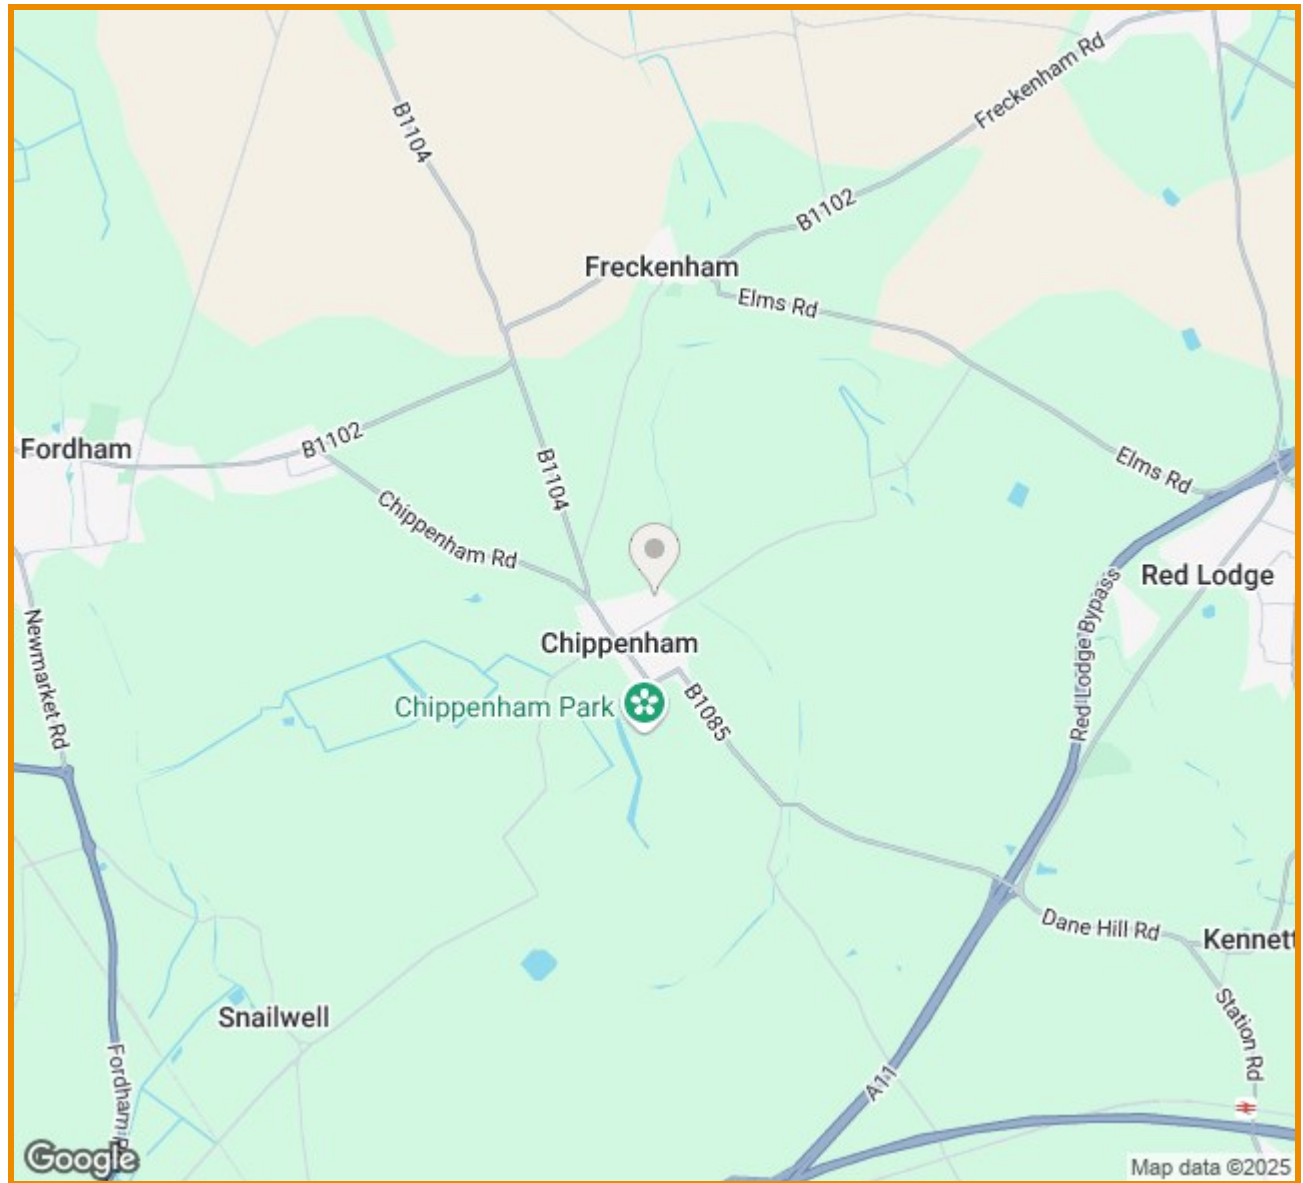 Freckenham Rd
B1104
B1102
Freckenham
Elms Rd
Fordham
B1102
B1104
Elms Rd
Chippenham Rd
Red Lodge
Red Lodge Bypass
Newmarket Rd
Chippenham
Chippenham Park
B1085
Dane Hill Rd
Kennett
Snailwell
Station Rd
Fordham R
A11
Google
Map data ©2025